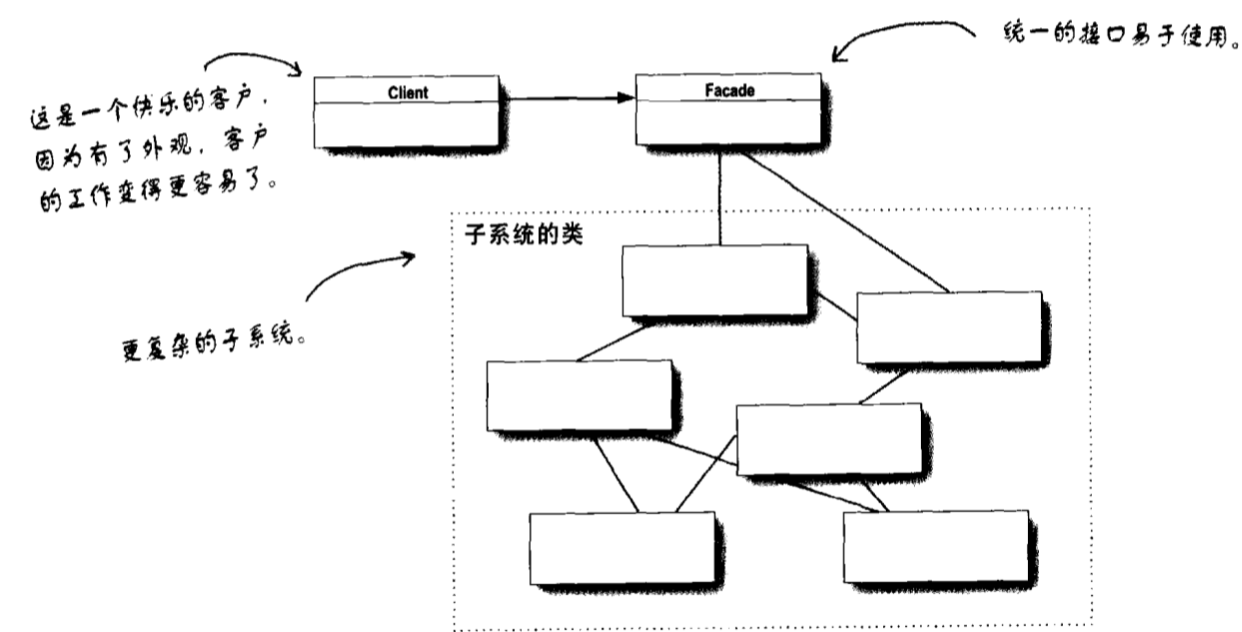 统一的接口易于使用。
Client
Facade
这是一个快乐的客户，
因为有了外观，客户
的工作变得更容易了。
子系统的类
更复杂的子系统。